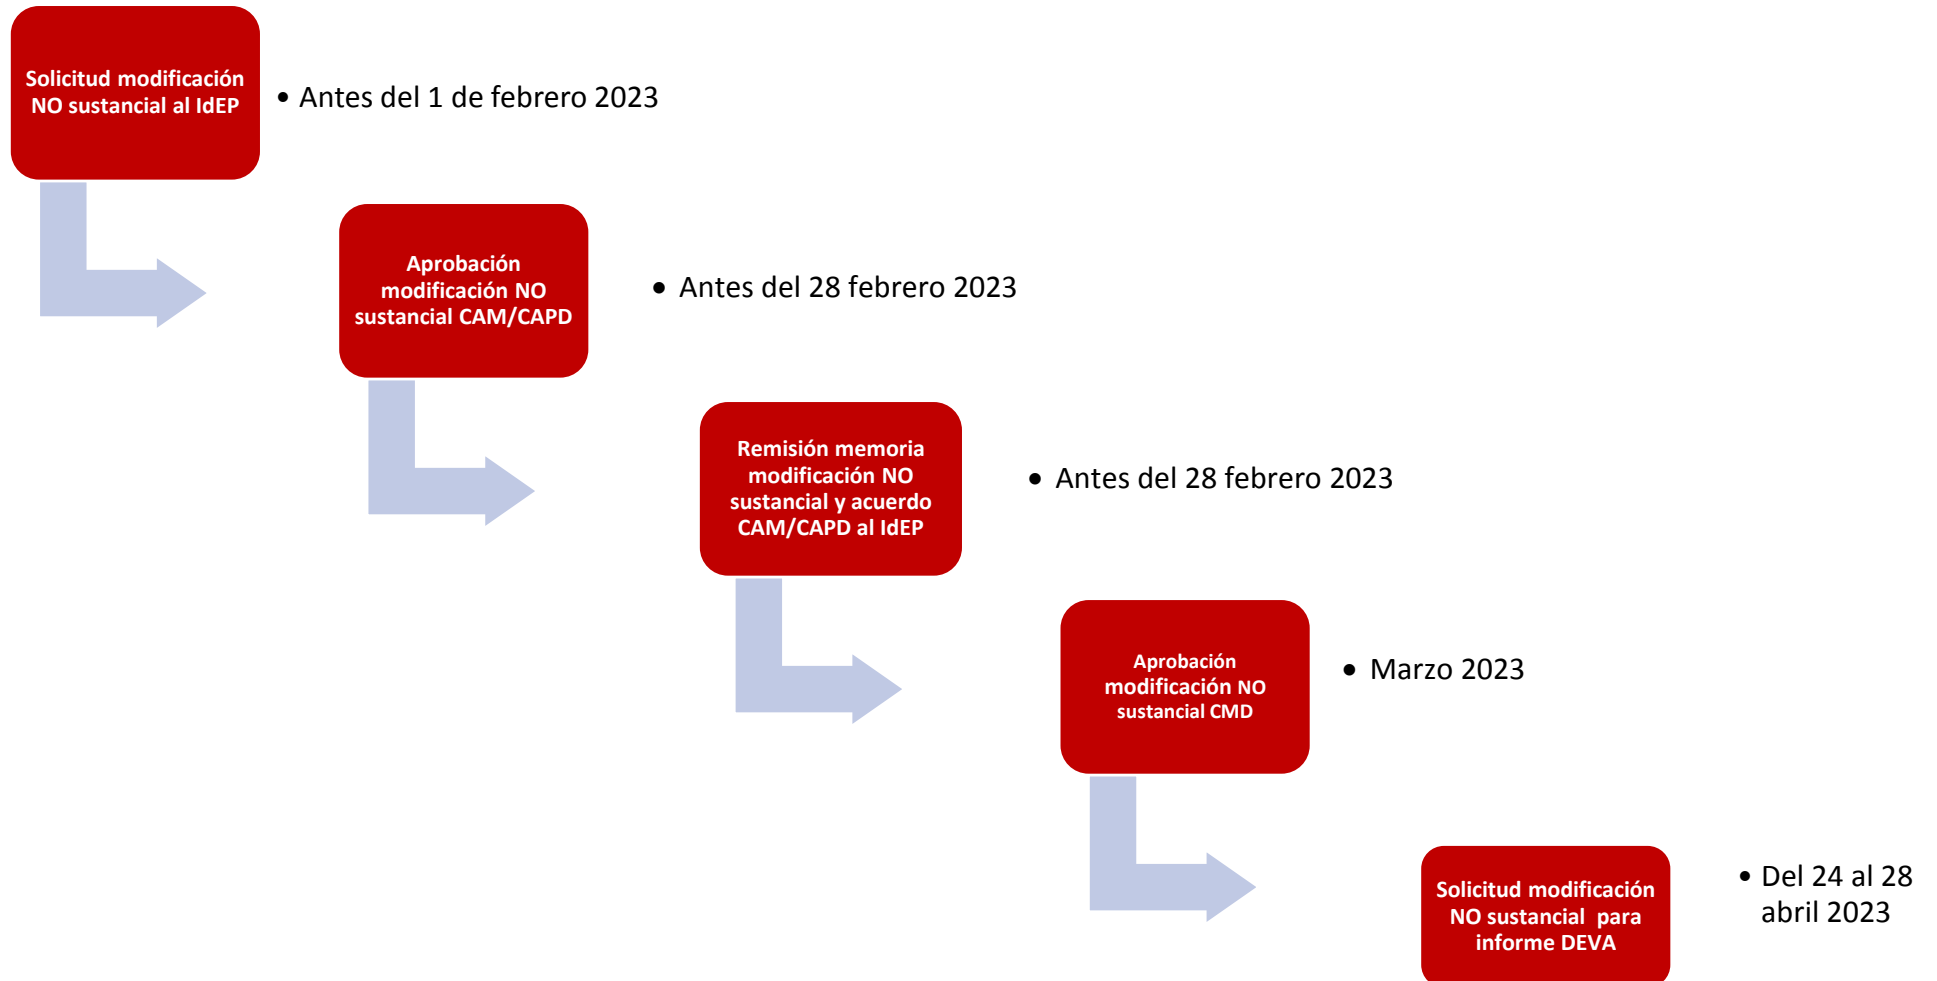 Solicitud modificación
NO sustancial al IdEP
• Antes del 1 de febrero 2023
Aprobación
modificación NO
sustancial CAM/CAPD
• Antes del 28 febrero 2023
Remisión memoria
modificación NO
sustancial y acuerdo
CAM/CAPD al IdEP
• Antes del 28 febrero 2023
Aprobación
modificación NO
sustancial CMD
• Marzo 2023
Solicitud modificación
NO sustancial para
informe DEVA
• Del 24 al 28
abril 2023